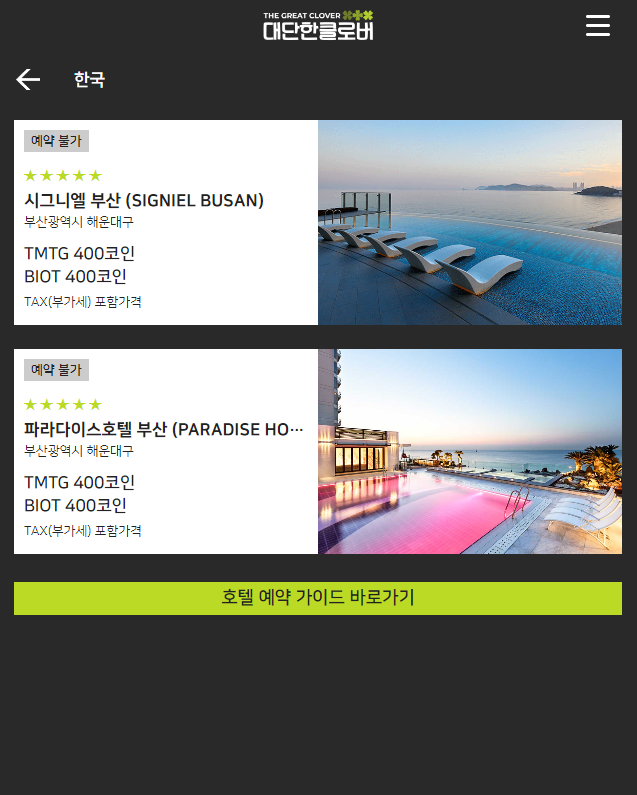 THE GREAT CLOVER
대단한클로버
한국
예약 불가
★★★★★
시그니엘 부산 (SIGNIEL BUSAN)
부산광역시 해운대구
TMTG 400코인
BIOT 400코인
TAX(부가세) 포함가격
예약 불가
★★★★★
파라다이스호텔 부산 (PARADISE HO···
부산광역시 해운대구
TMTG 400코인
BIOT 400코인
TAX(부가세) 포함가격
호텔 예약 가이드 바로가기